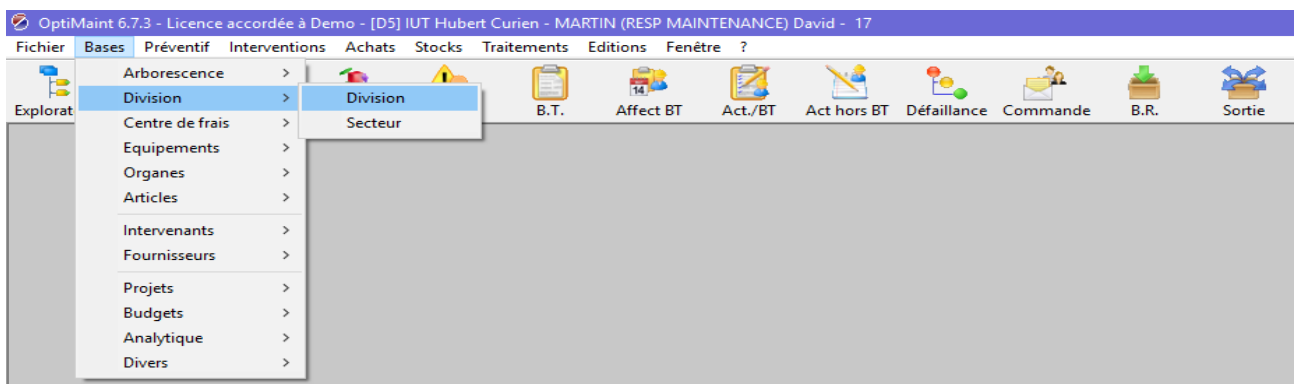 OptiMaint 6.7.3 - Licence accordée à Demo - [D5] IUT Hubert Curien - MARTIN (RESP MAINTENANCE) David - 17
Fichier Bases Préventif Interventions Achats Stocks Traitements Editions Fenêtre ?
Explorat B.T. Affect BT Act./BT Act hors BT Défaillance Commande B.R. Sortie
14
Arborescence >
Division >
Centre de frais >
Equipements >
Organes >
Articles >
Intervenants >
Fournisseurs >
Projets >
Budgets >
Analytique >
Divers >
Division
Secteur